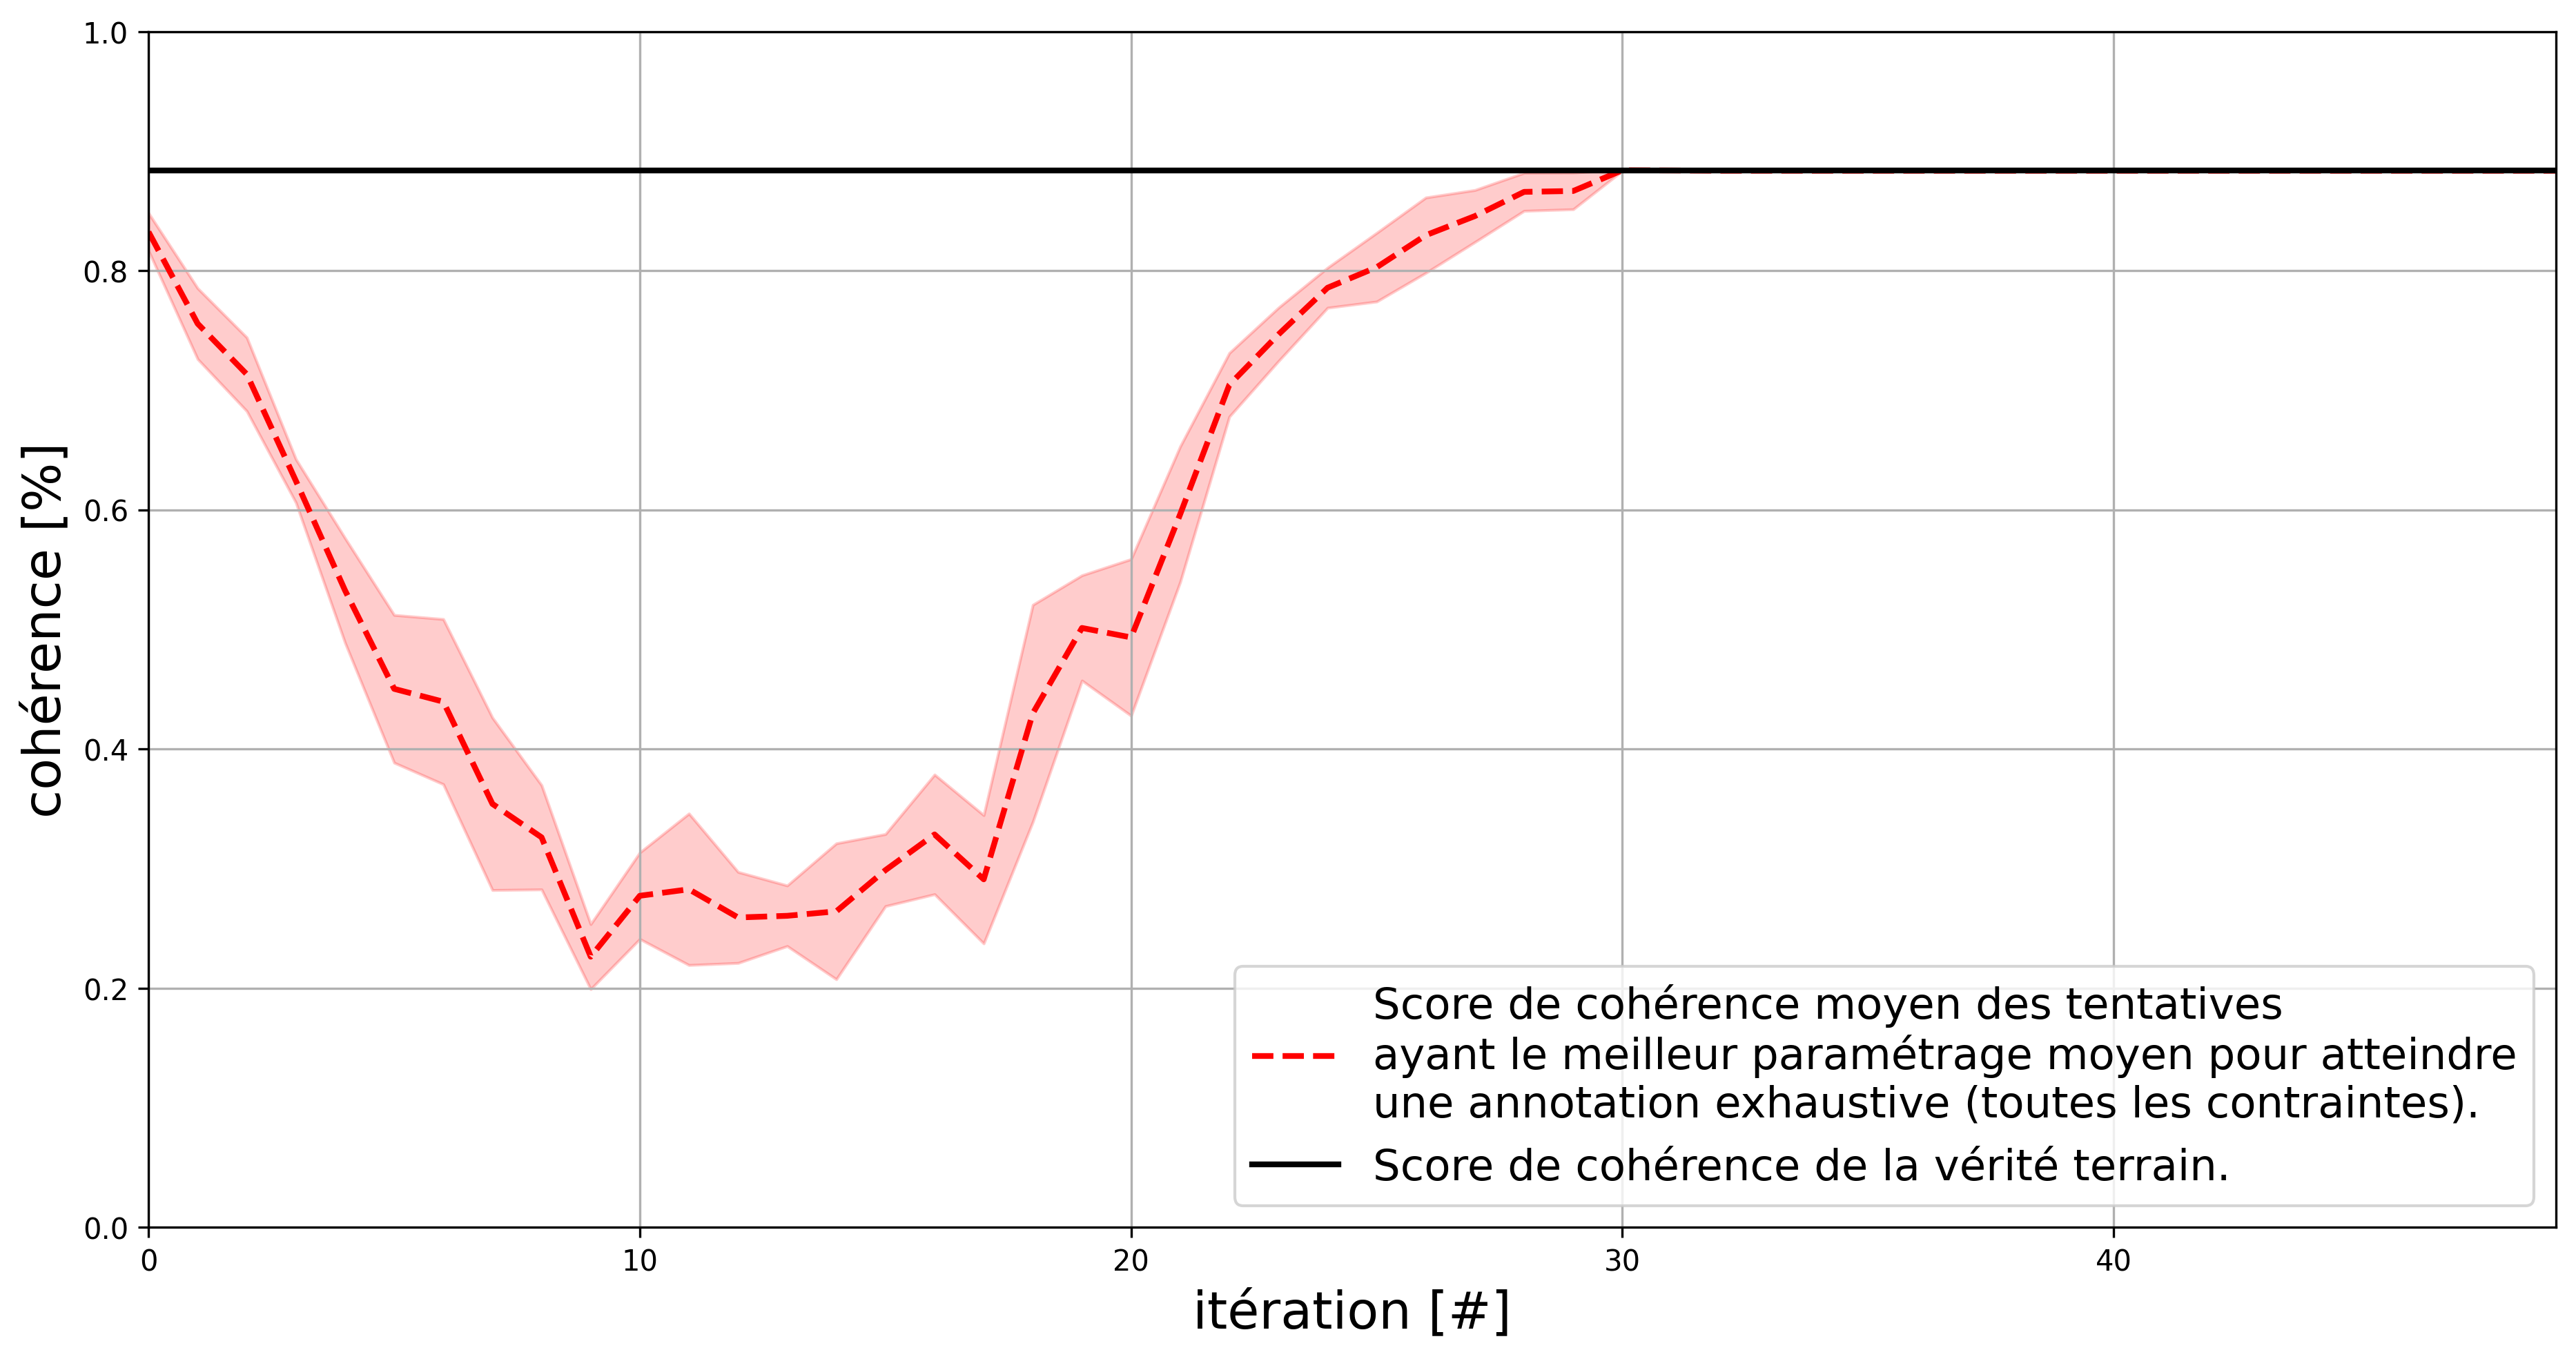 1.0
0.8
0.6
0.4
0.2
0.0
cohérence [%]
0
10
20
30
40
itération [#]
Score de cohérence moyen des tentatives
ayant le meilleur paramétrage moyen pour atteindre
une annotation exhaustive (toutes les contraintes).
Score de cohérence de la vérité terrain.